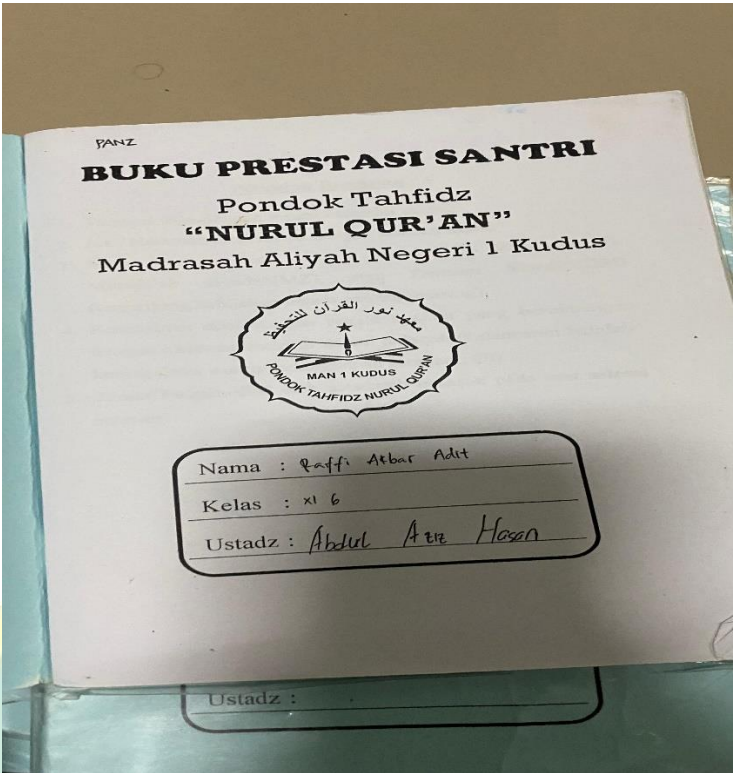 PANZ
BUKU PRESTASI SANTRI
Pondok Tahfidz
“NURUL QUR’AN”
Madrasah Aliyah Negeri 1 Kudus
معهد نور القرآن للتحفيظ
MAN 1 KUDUS
PONDOK TAHFIDZ NURUL QUR'AN
Nama : Raffi Akbar Adit
Kelas : XI 6
Ustadz : Abdul Aziz Hasan
Ustadz :